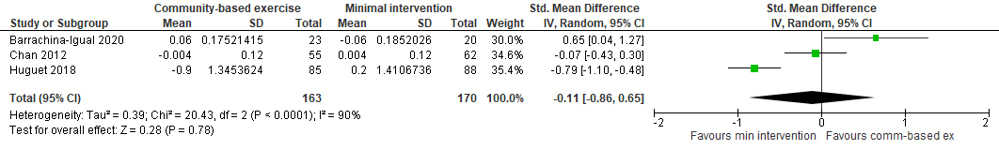 Community-based exercise Minimal intervention Std. Mean Difference Std. Mean Difference
Study or Subgroup Mean SD Total Mean SD Total Weight IV, Random, 95% CI IV, Random, 95% CI
Barrachina-Igual 2020 0.06 0.17521415 23 -0.06 0.1852026 20 30.0% 0.65 [0.04, 1.27]
Chan 2012 -0.004 0.12 55 0.004 0.12 62 34.6% -0.07 [-0.43, 0.30]
Huguet 2018 -0.9 1.3453624 85 0.2 1.4106736 88 35.4% -0.79 [-1.10, -0.48]
Total (95% CI) 163 170 100.0% -0.11 [-0.86, 0.65]
Heterogeneity: Tau² = 0.39; Chi² = 20.43, df = 2 (P < 0.0001); I² = 90%
Test for overall effect: Z = 0.28 (P = 0.78)
-2 -1 0 1 2
Favours min intervention Favours comm-based ex